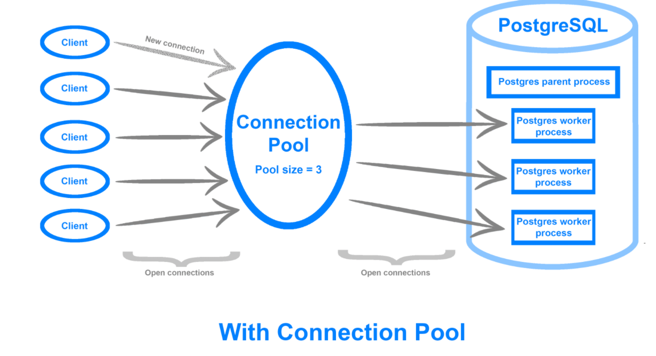 PostgreSQL
Client
New connection
Client
Client
Client
Client
Connection
Pool
Pool size = 3
Postgres parent process
Postgres worker
process
Postgres worker
process
Postgres worker
process
Open connections
Open connections
With Connection Pool